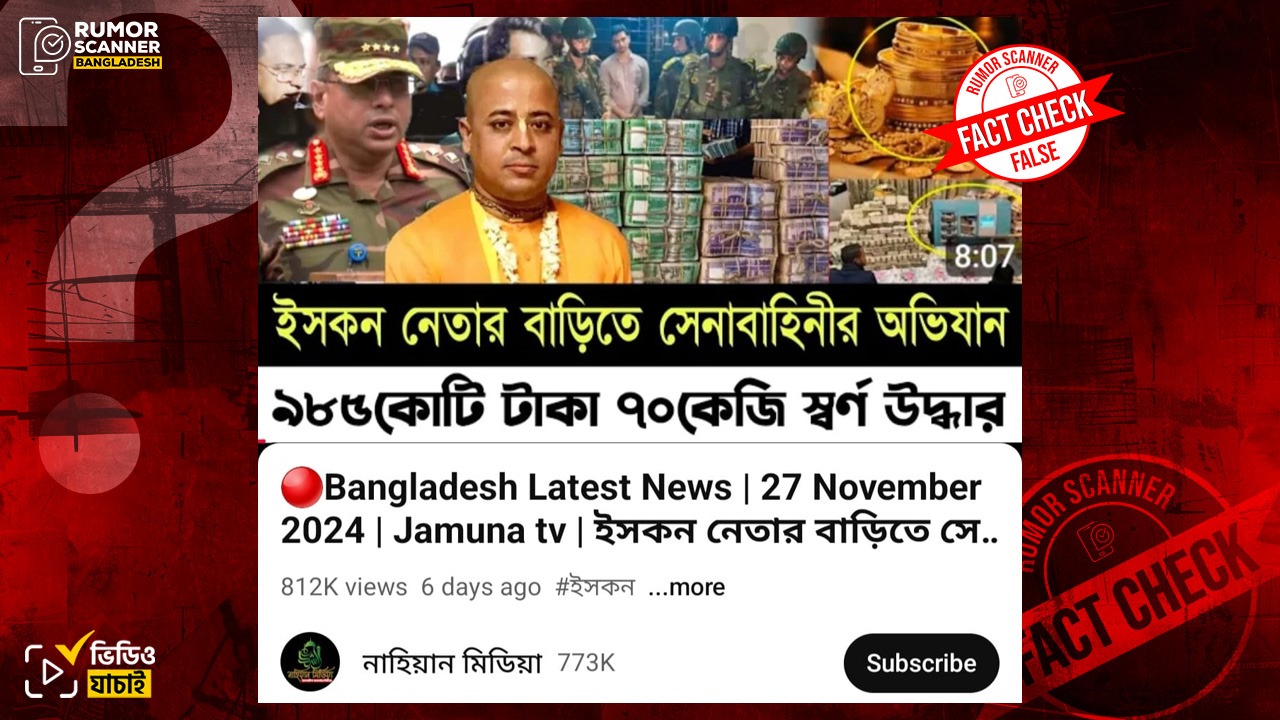 RUMOR
SCANNER
BANGLADESH
RUMOR SCANNER
FACT CHECK
FALSE
8:07
ইসকন নেতার বাড়িতে সেনাবাহিনীর অভিযান
৯৮৫কোটি টাকা ৭০কেজি স্বর্ণ উদ্ধার
🔴Bangladesh Latest News | 27 November
2024 | Jamuna tv | ইসকন নেতার বাড়িতে সে..
812K views 6 days ago #ইসকন ...more
নাহিয়ান মিডিয়া 773K
Subscribe
ভিডিও
যাচাই
RUMOR SCANNER
FACT CHECK